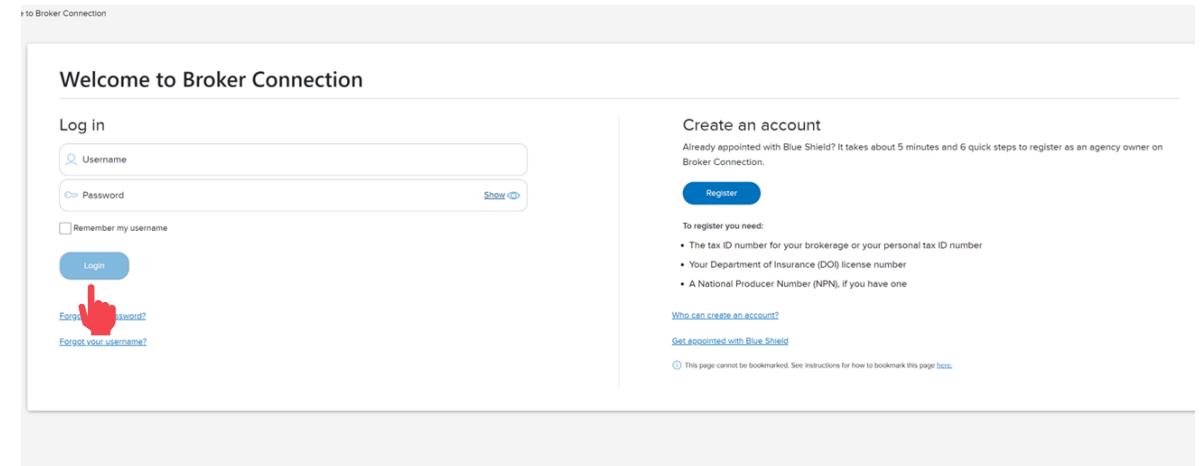 to Broker Connection
Welcome to Broker Connection
Log in
Username
Password
Show
Remember my username
Login
Forgot password?
Forgot your username?
Create an account
Already appointed with Blue Shield? It takes about 5 minutes and 6 quick steps to register as an agency owner on
Broker Connection.
Register
To register you need:
• The tax ID number for your brokerage or your personal tax ID number
• Your Department of Insurance (DOI) license number
• A National Producer Number (NPN), if you have one
Who can create an account?
Get appointed with Blue Shield
This page cannot be bookmarked. See instructions for how to bookmark this page here.